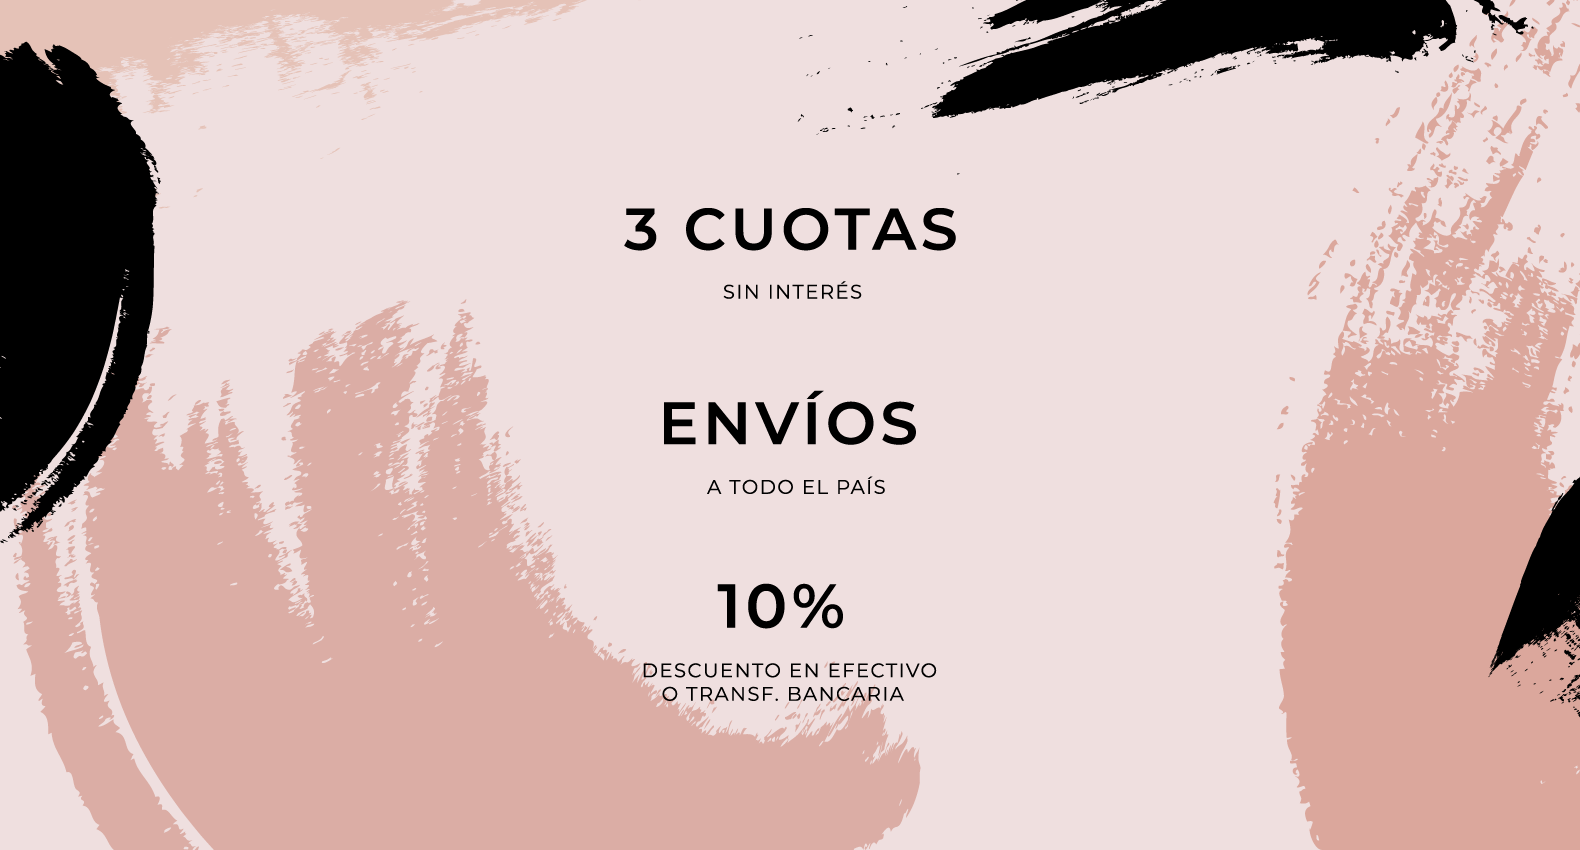 3 CUOTAS
SIN INTERÉS
ENVÍOS
A TODO EL PAÍS
10%
DESCUENTO EN EFECTIVO
O TRANSF. BANCARIA